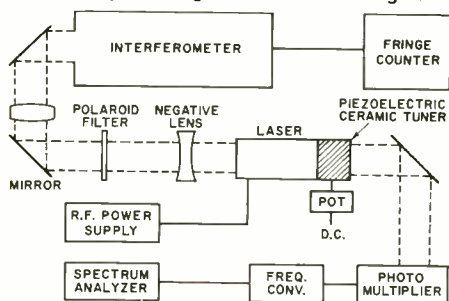 INTERFEROMETER
FRINGE
COUNTER
POLAROID
FILTER
NEGATIVE
LENS
PIEZOELECTRIC
CERAMIC TUNER
LASER
MIRROR
POT
D.C.
R.F. POWER
SUPPLY
SPECTRUM
ANALYZER
FREQ.
CONV.
PHOTO
MULTIPLIER